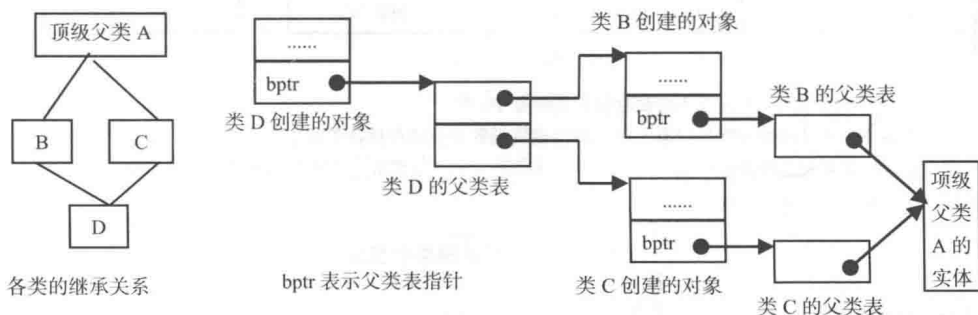 顶级父类 A
B
C
D
各类的继承关系
……
bptr
类 D 创建的对象
类 D 的父类表
bptr 表示父类表指针
类 B 创建的对象
……
bptr
类 B 的父类表
……
bptr
类 C 创建的对象
类 C 的父类表
顶级
父类
A 的
实体